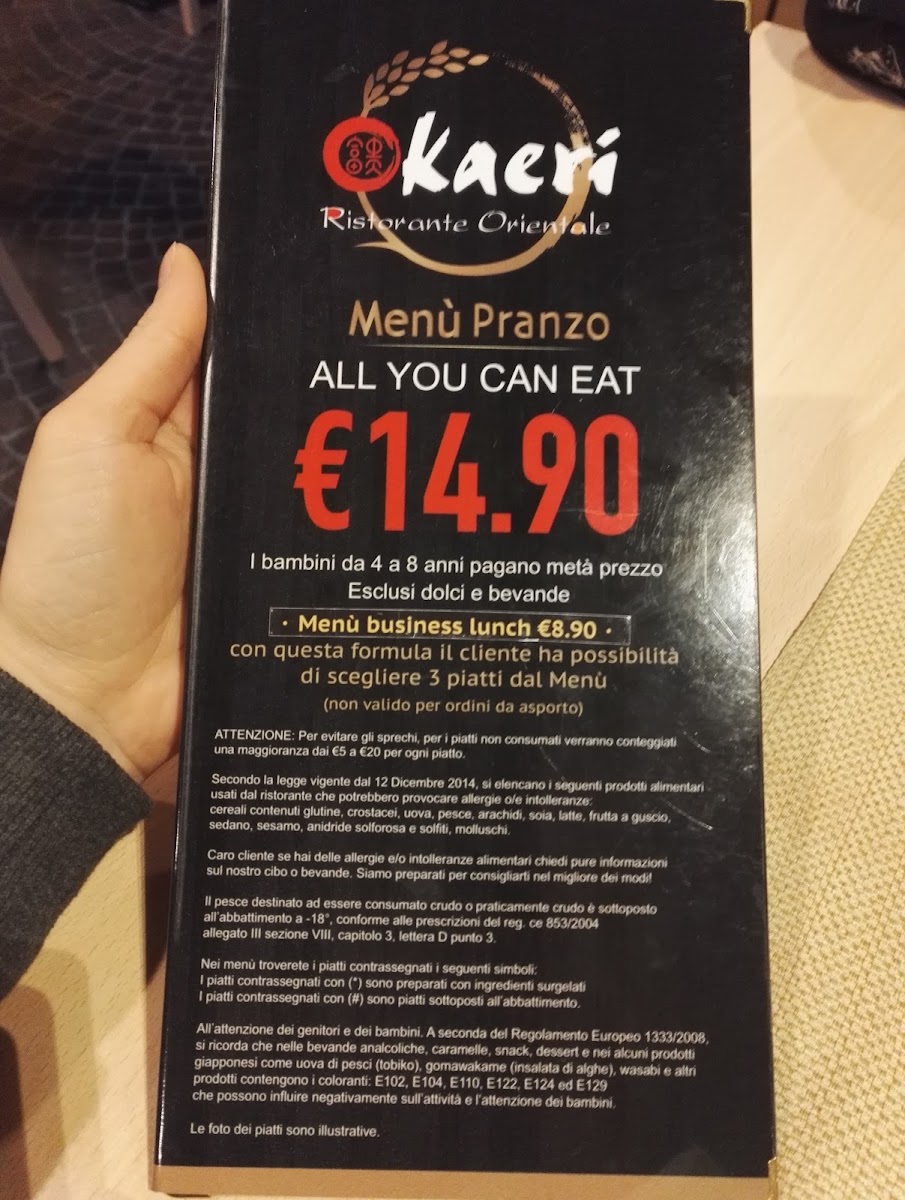 Okaeri
Ristorante Orientale
Menù Pranzo
ALL YOU CAN EAT
€14.90
I bambini da 4 a 8 anni pagano metà prezzo
Esclusi dolci e bevande
· Menù business lunch €8.90 ·
con questa formula il cliente ha possibilità
di scegliere 3 piatti dal Menù
(non valido per ordini da asporto)
ATTENZIONE: Per evitare gli sprechi, per i piatti non consumati verranno conteggiati
una maggioranza dai €5 a €20 per ogni piatto.
Secondo la legge vigente dal 12 Dicembre 2014, si elencano i seguenti prodotti alimentari
usati dal ristorante che potrebbero provocare allergie o/e intolleranze:
cereali contenuti glutine, crostacei, uova, pesce, arachidi, soia, latte, frutta a guscio,
sedano, sesamo, anidride solforosa e solfiti, molluschi.
Caro cliente se hai delle allergie e/o intolleranze alimentari chiedi pure informazioni
sul nostro cibo o bevande. Siamo preparati per consigliarti nel migliore dei modi!
Il pesce destinato ad essere consumato crudo o praticamente crudo è sottoposto
all'abbattimento a -18°, conforme alle prescrizioni del reg. ce 853/2004
allegato III sezione VIII, capitolo 3, lettera D punto 3.
Nei menù troverete i piatti contrassegnati i seguenti simboli:
I piatti contrassegnati con (*) sono preparati con ingredienti surgelati
I piatti contrassegnati con (#) sono piatti sottoposti all'abbattimento.
All'attenzione dei genitori e dei bambini. A seconda del Regolamento Europeo 1333/2008,
si ricorda che nelle bevande analcoliche, caramelle, snack, dessert e nei alcuni prodotti
giapponesi come uova di pesci (tobiko), gomawakame (insalata di alghe), wasabi e altri
prodotti contengono i coloranti: E102, E104, E110, E122, E124 ed E129
che possono influire negativamente sull'attività e l'attenzione dei bambini.
Le foto dei piatti sono illustrative.